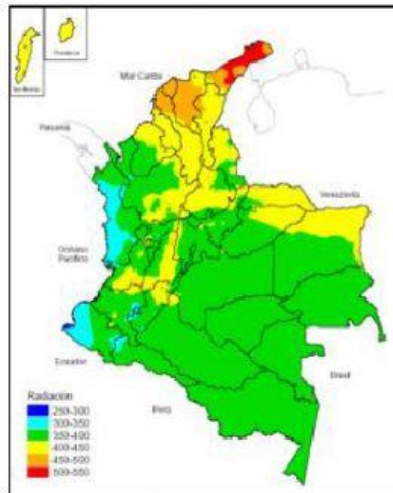 Mar Caribe
Panamá
Venezuela
Océano
Pacífico
Ecuador
Brasil
Perú
Radiación
250-300
300-350
350-400
400-450
450-500
500-550